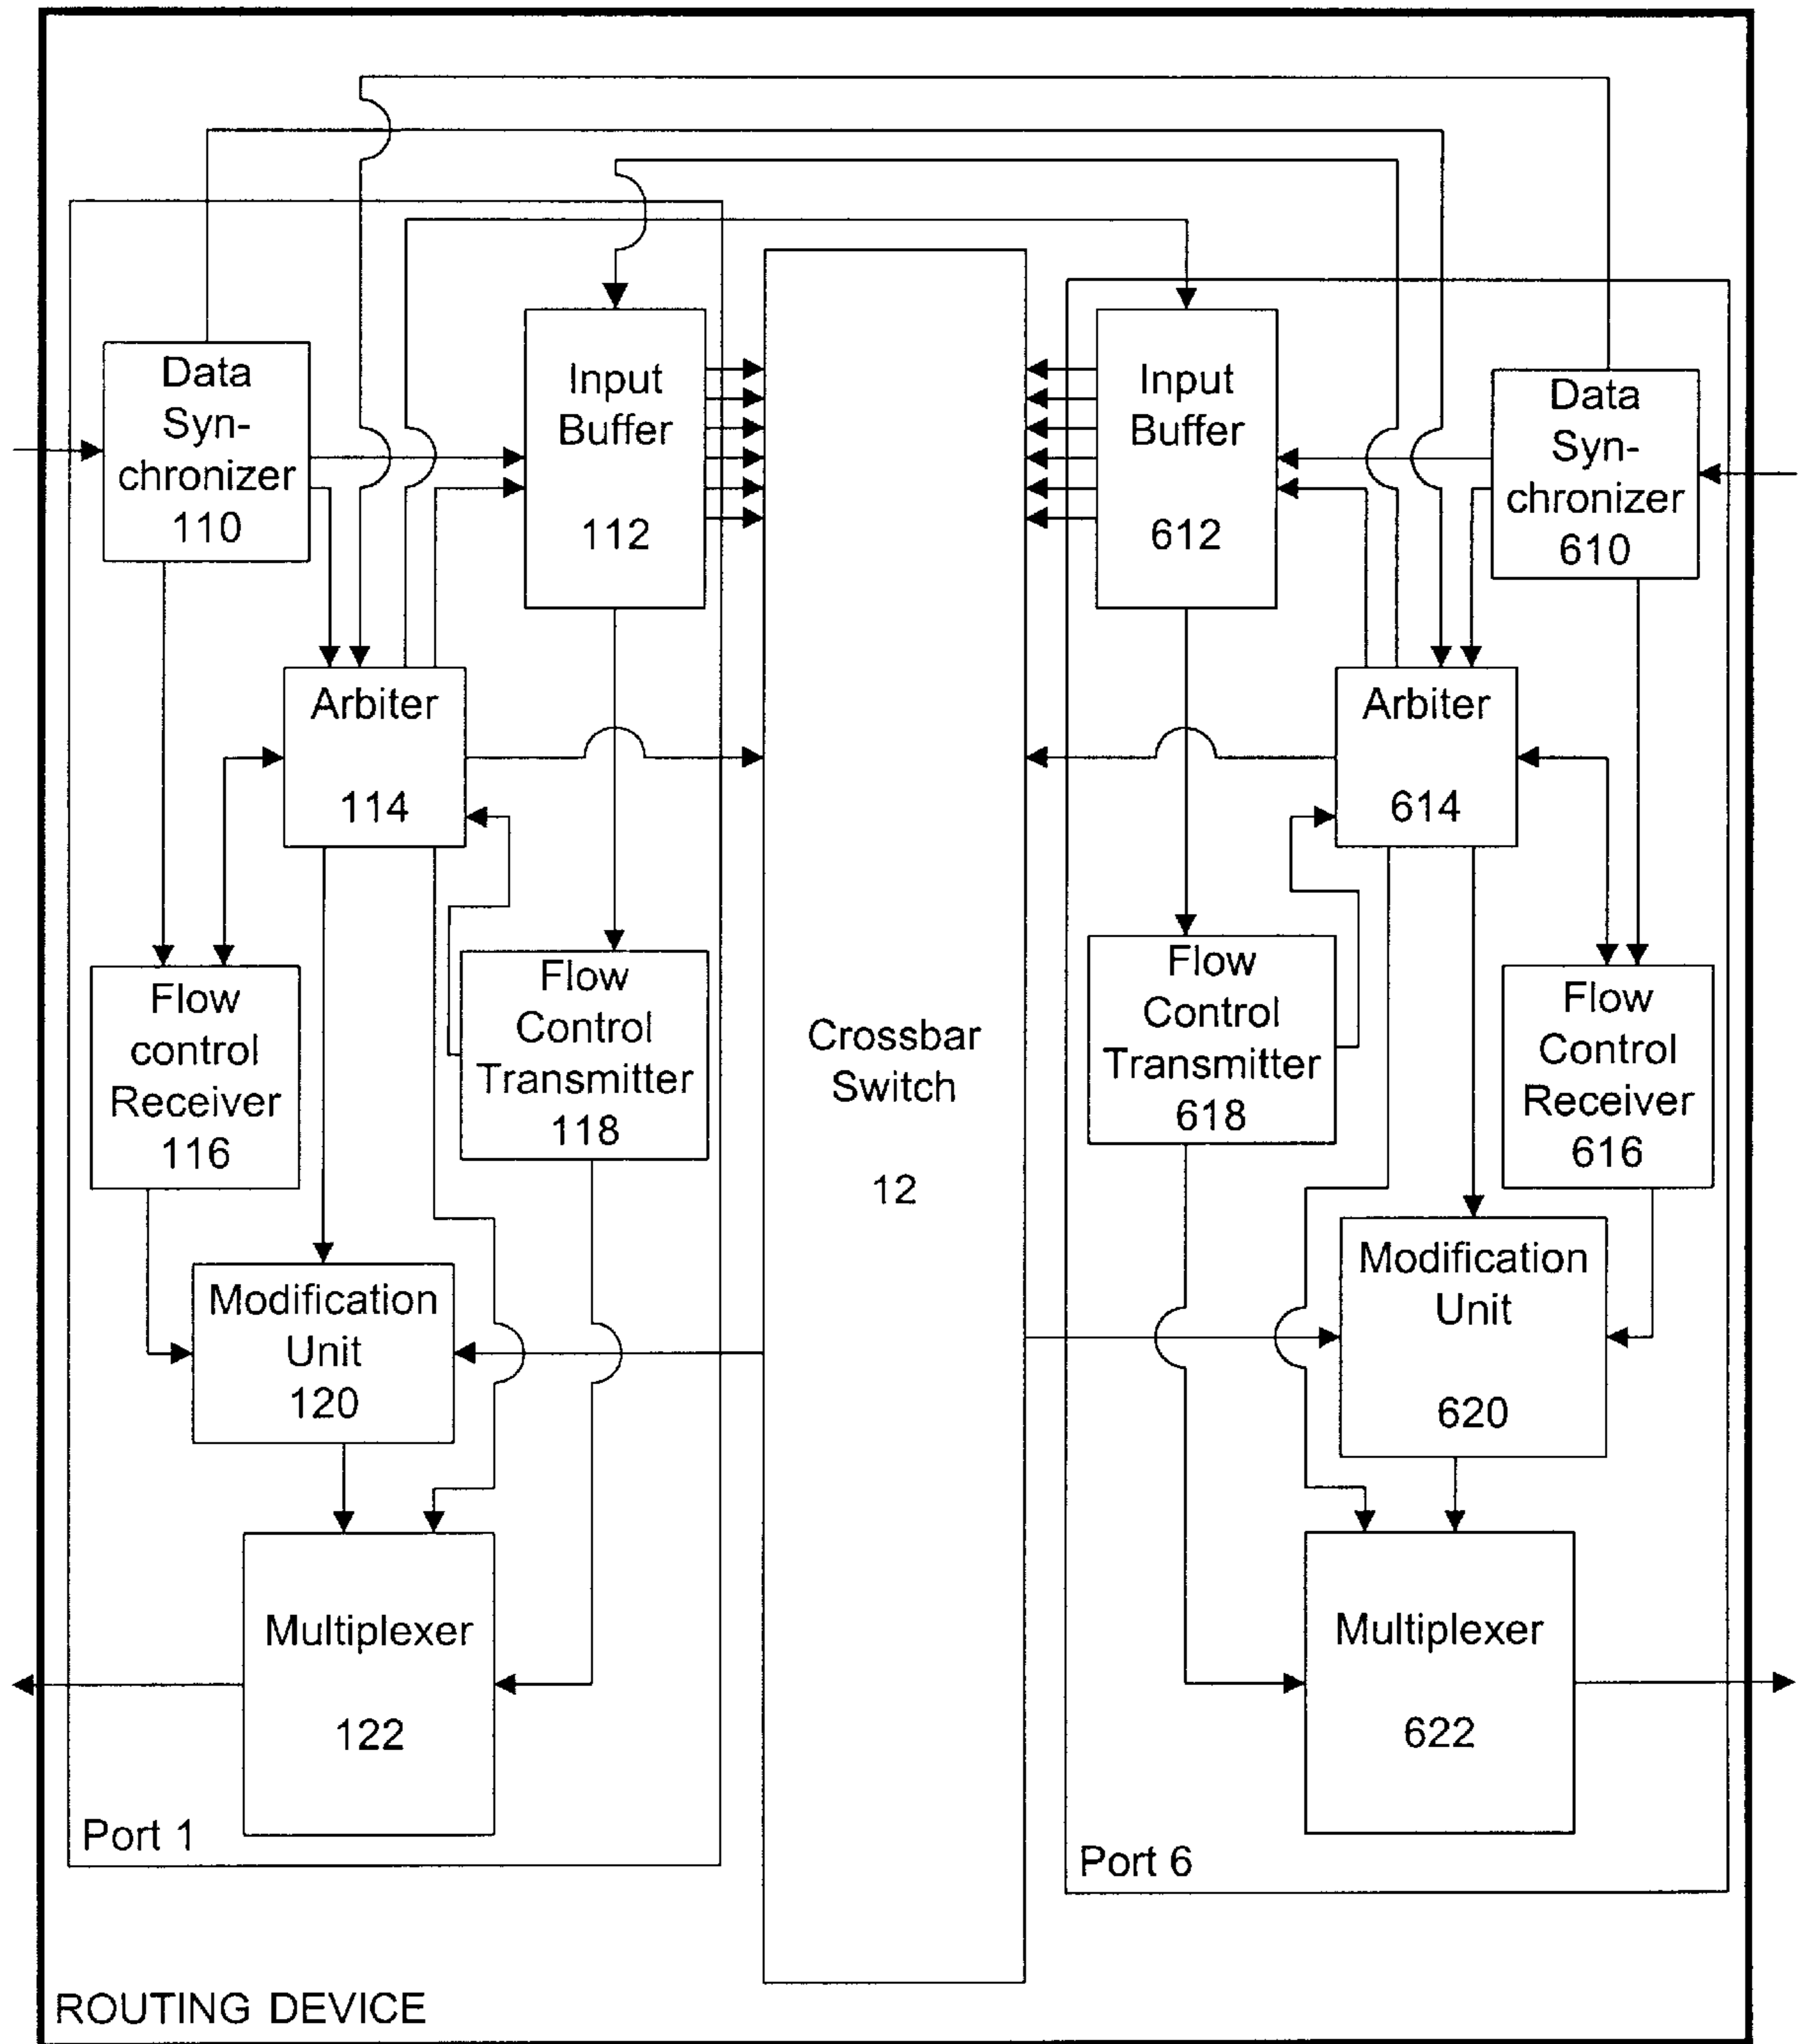 Data
Syn-
chronizer
110
Input
Buffer
112
Input
Buffer
612
Data
Syn-
chronizer
610
Arbiter
114
Arbiter
614
Flow
control
Receiver
116
Flow
Control
Transmitter
118
Crossbar
Switch
12
Flow
Control
Transmitter
618
Flow
Control
Receiver
616
Modification
Unit
120
Modification
Unit
620
Multiplexer
122
Multiplexer
622
Port 1
Port 6
ROUTING DEVICE